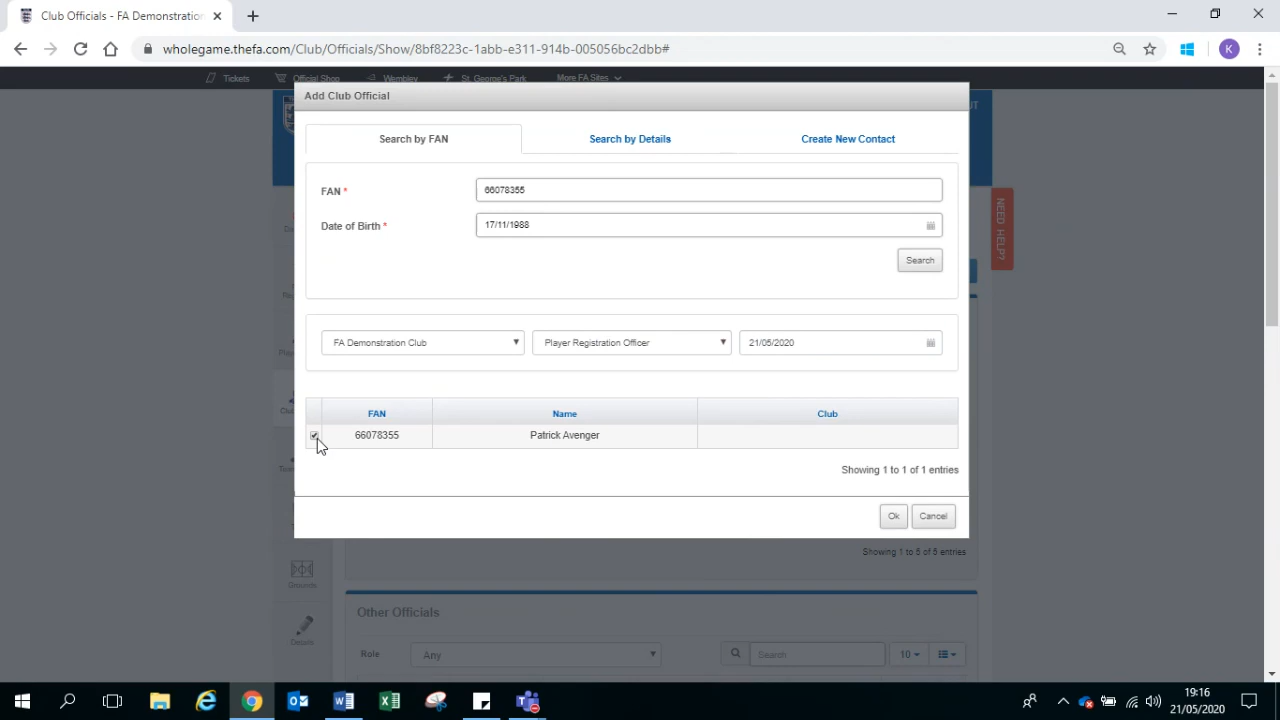 Club Officials - FA Demonstration
wholegame.thefa.com/Club/Officials/Show/8bf8223c-1abb-e311-914b-005056bc2dbb#
K
Tickets Official Shop Wembley St. George's Park More FA Sites
Add Club Official
Search by FAN Search by Details Create New Contact
FAN * 66078355
Date of Birth * 17/11/1988
Search
NEED HELP?
FA Demonstration Club Player Registration Officer 21/05/2020
FAN Name Club
66078355 Patrick Avenger
Showing 1 to 1 of 1 entries
Ok Cancel
Showing 1 to 5 of 5 entries
Grounds
Other Officials
Details
Role Any Search 10
19:16
21/05/2020